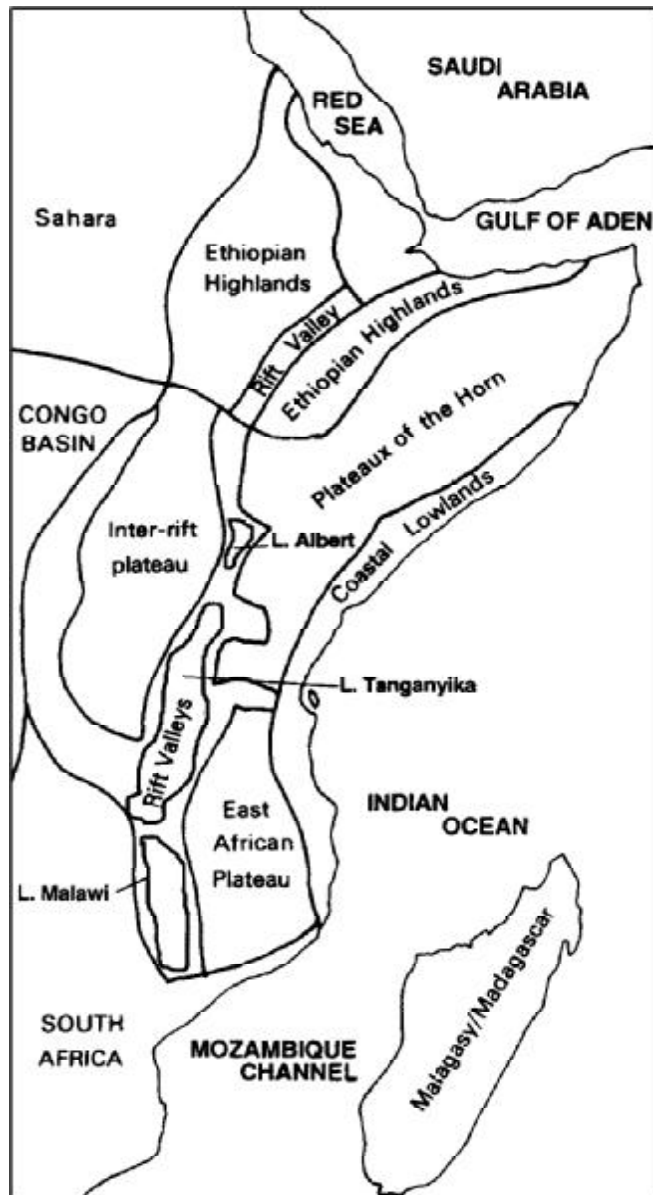 SAUDI
ARABIA
RED
SEA
Sahara
GULF OF ADEN
Ethiopian
Highlands
Rift Valley
Ethiopian Highlands
CONGO
BASIN
Plateaux of the Horn
Inter-rift
plateau
L. Albert
Coastal Lowlands
L. Tanganyika
Rift Valleys
INDIAN
OCEAN
East
African
Plateau
L. Malawi
SOUTH
AFRICA
MOZAMBIQUE
CHANNEL
Malagasy/Madagascar